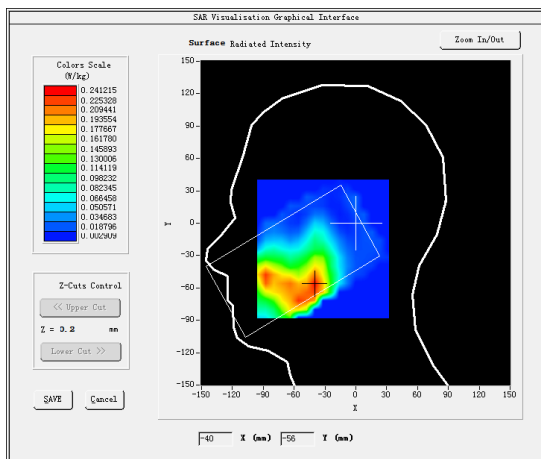 SAR Visualisation Graphical Interface
Surface Radiated Intensity
Zoom In/Out
Colors Scale
(W/kg)
0.241215
0.225328
0.209441
0.193554
0.177667
0.161780
0.145893
0.130006
0.114119
0.098232
0.082345
0.066458
0.050571
0.034683
0.018796
0.002909
Z-Cuts Control
<< Upper Cut
Z = 0.2 mm
Lower Cut >>
SAVE Cancel
150
120
90
60
30
0
-30
-60
-90
-120
-150
Y
-150 -120 -90 -60 -30 0 30 60 90 120 150
X
-40 X (mm) -56 Y (mm)